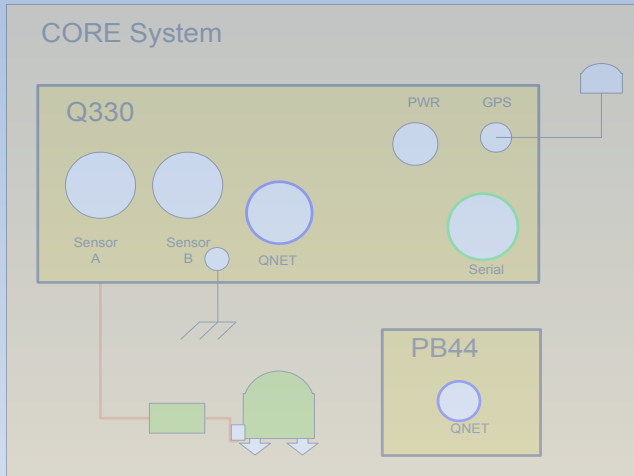 CORE System
Q330
PWR
GPS
Sensor
A
Sensor
B
QNET
Serial
PB44
QNET